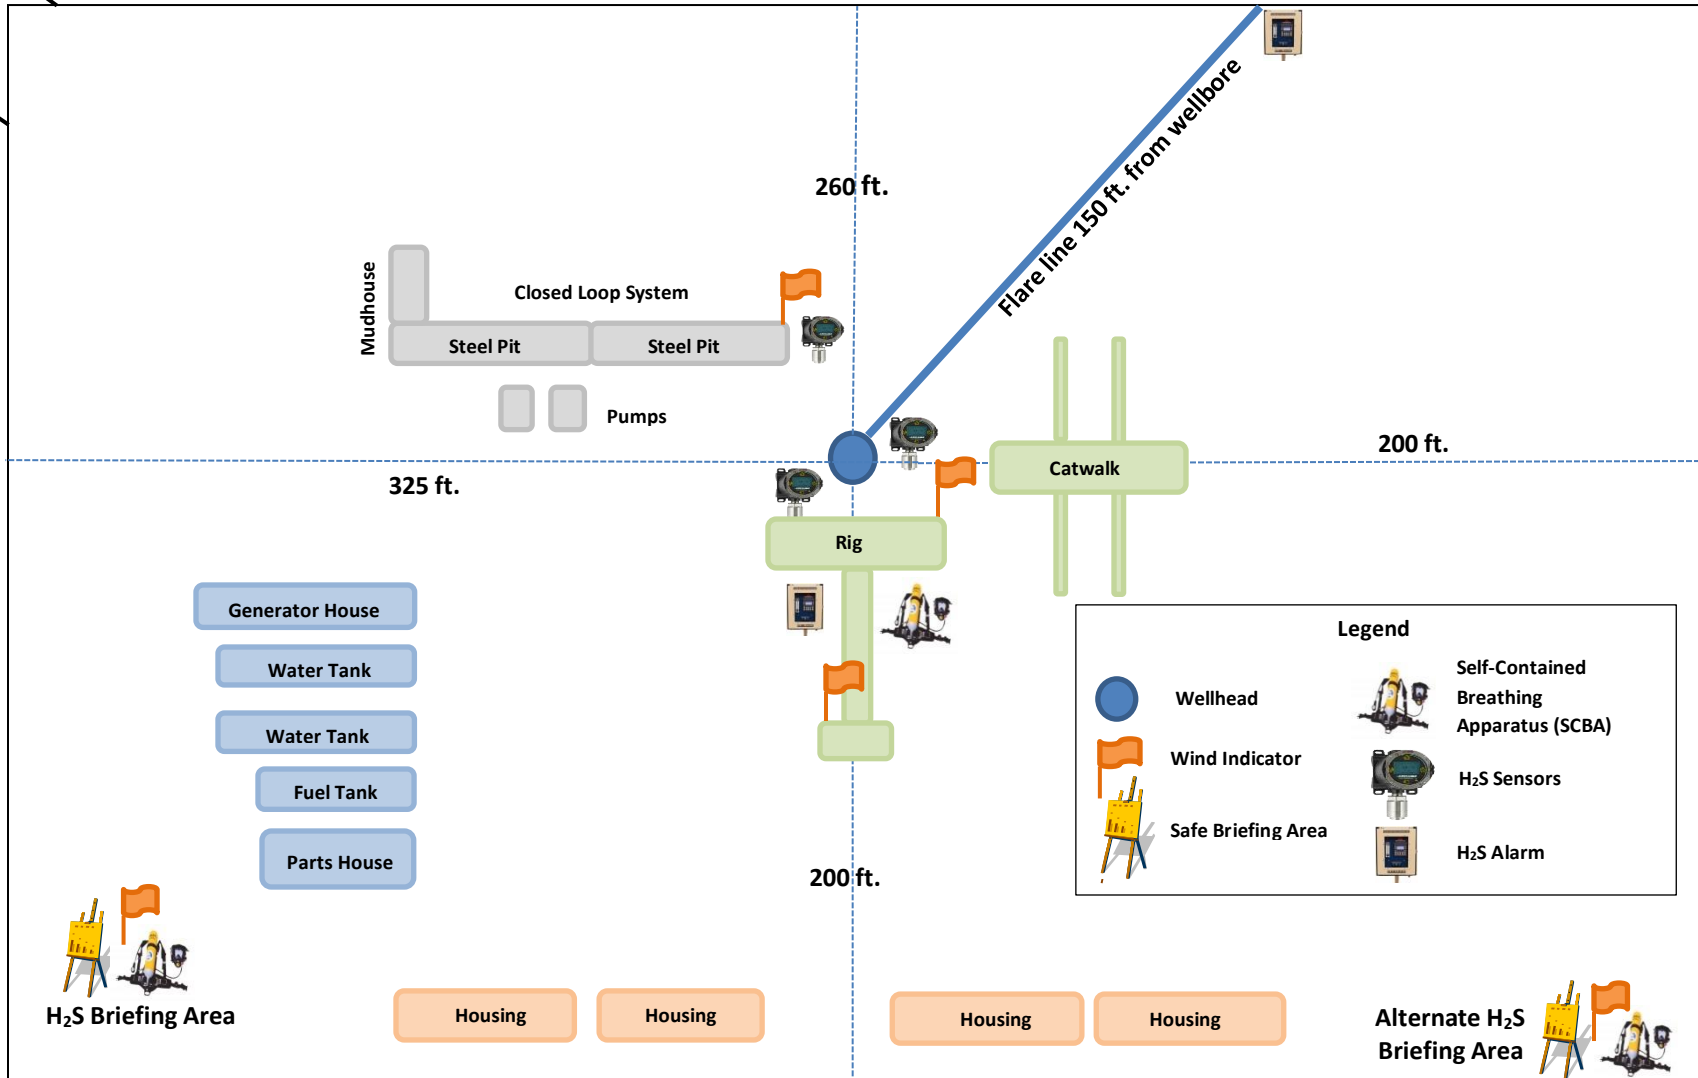 260 ft.
Flare line 150 ft. from wellbore
Mudhouse
Closed Loop System
Steel Pit
Steel Pit
Pumps
200 ft.
Catwalk
325 ft.
Rig
Generator House
Water Tank
Water Tank
Fuel Tank
Parts House
Legend
Wellhead
Self-Contained
Breathing
Apparatus (SCBA)
Wind Indicator
H₂S Sensors
Safe Briefing Area
H₂S Alarm
200 ft.
H₂S Briefing Area
Housing
Housing
Housing
Housing
Alternate H₂S
Briefing Area